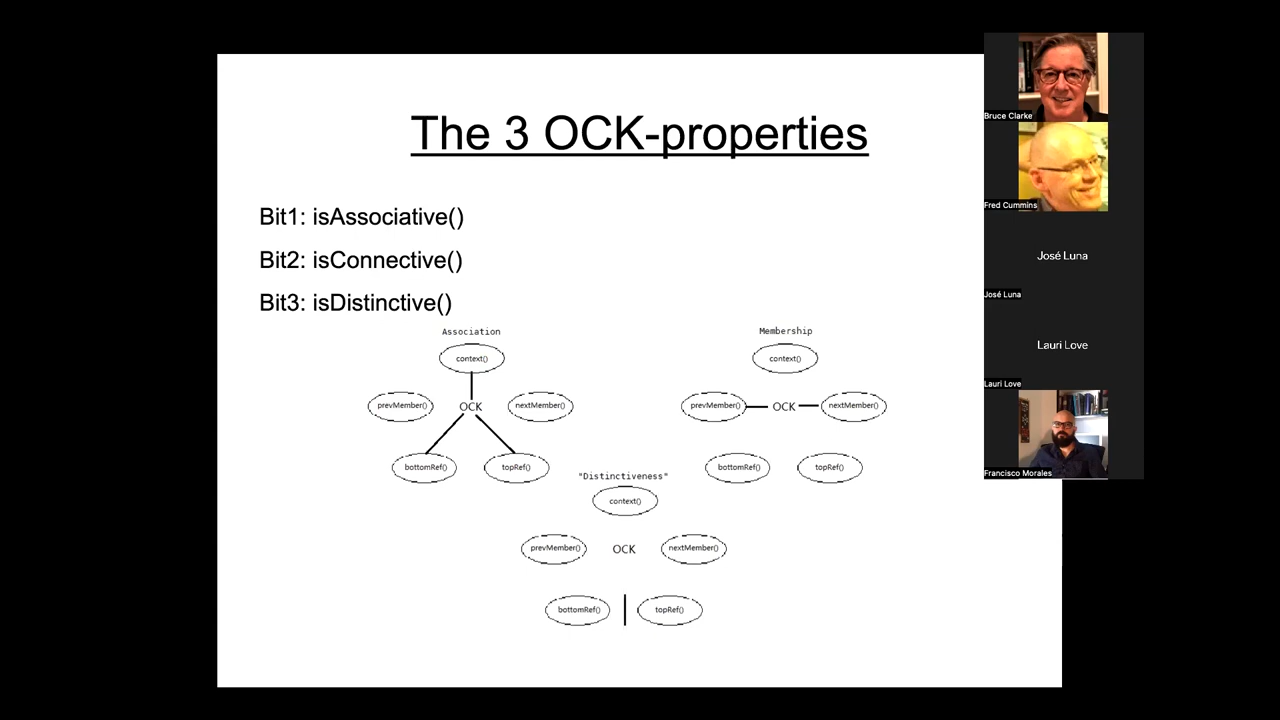 The 3 OCK-properties
Bit1: isAssociative()
Bit2: isConnective()
Bit3: isDistinctive()
Association
context()
prevMember()
OCK
nextMember()
bottomRef()
topRef()
Membership
context()
prevMember()
OCK
nextMember()
bottomRef()
topRef()
"Distinctiveness"
context()
prevMember()
OCK
nextMember()
bottomRef()
topRef()
Bruce Clarke
Fred Cummins
José Luna
José Luna
Lauri Love
Lauri Love
Francisco Morales